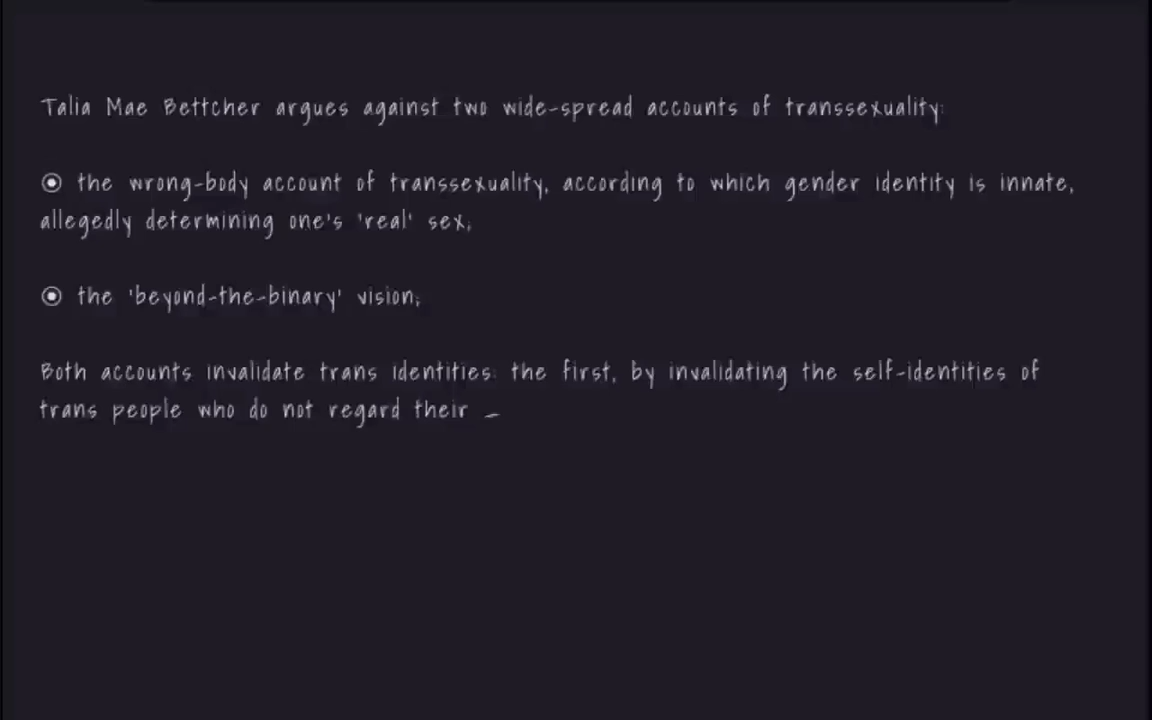 Talia Mae Bettcher argues against two wide-spread accounts of transsexuality:
⦿ the wrong-body account of transsexuality, according to which gender identity is innate,
allegedly determining one's 'real' sex;
⦿ the 'beyond-the-binary' vision;
Both accounts invalidate trans identities: the first, by invalidating the self-identities of
trans people who do not regard their _